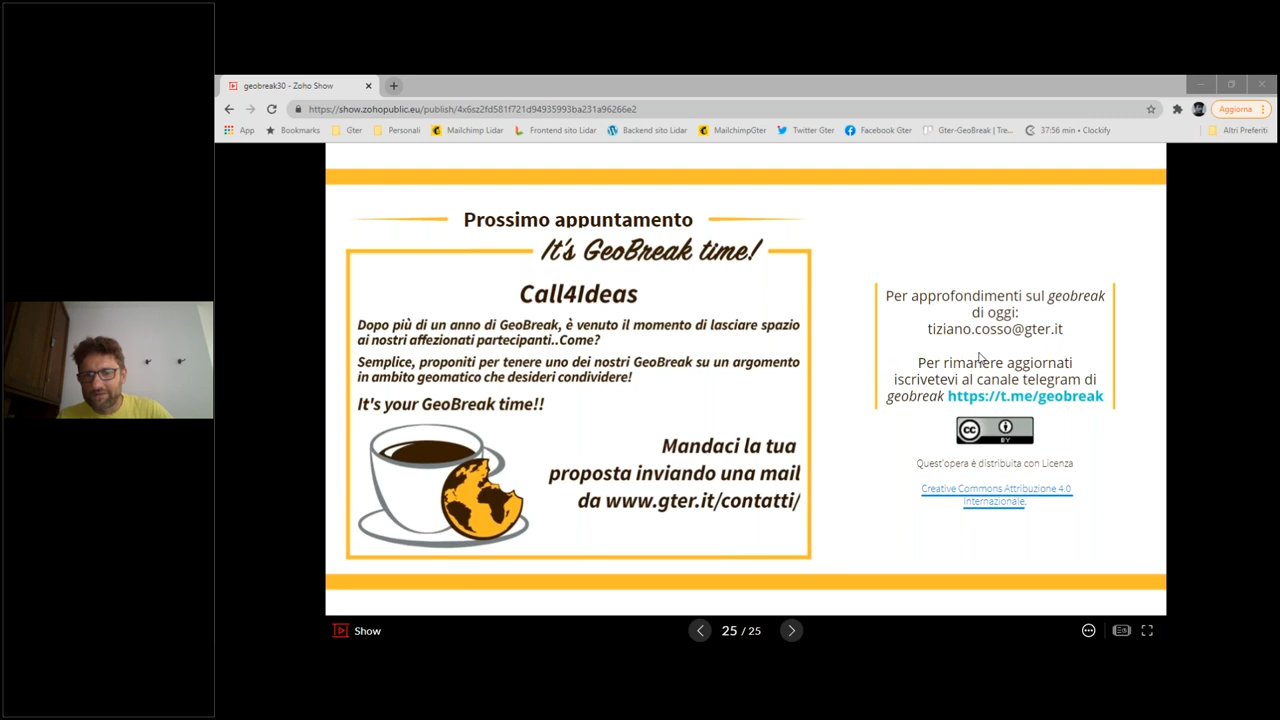 geobreak30 - Zoho Show
https://show.zohopublic.eu/publish/4x6sz2fd581f721d94935993ba231a96266e2
Aggiorna
App
Bookmarks
Gter
Personali
Mailchimp Lidar
Frontend sito Lidar
Backend sito Lidar
MailchimpGter
Twitter Gter
Facebook Gter
Gter-GeoBreak | Tre...
37:56 min • Clockify
Altri Preferiti
Prossimo appuntamento
It's GeoBreak time!
Call4Ideas
Dopo più di un anno di GeoBreak, è venuto il momento di lasciare spazio
ai nostri affezionati partecipanti..Come?
Semplice, proponiti per tenere uno dei nostri GeoBreak su un argomento
in ambito geomatico che desideri condividere!
It's your GeoBreak time!!
Mandaci la tua
proposta inviando una mail
da www.gter.it/contatti/
Per approfondimenti sul geobreak
di oggi:
tiziano.cosso@gter.it
Per rimanere aggiornati
iscrivetevi al canale telegram di
geobreak https://t.me/geobreak
CC BY
Quest'opera è distribuita con Licenza
Creative Commons Attribuzione 4.0
Internazionale.
Show
25 / 25